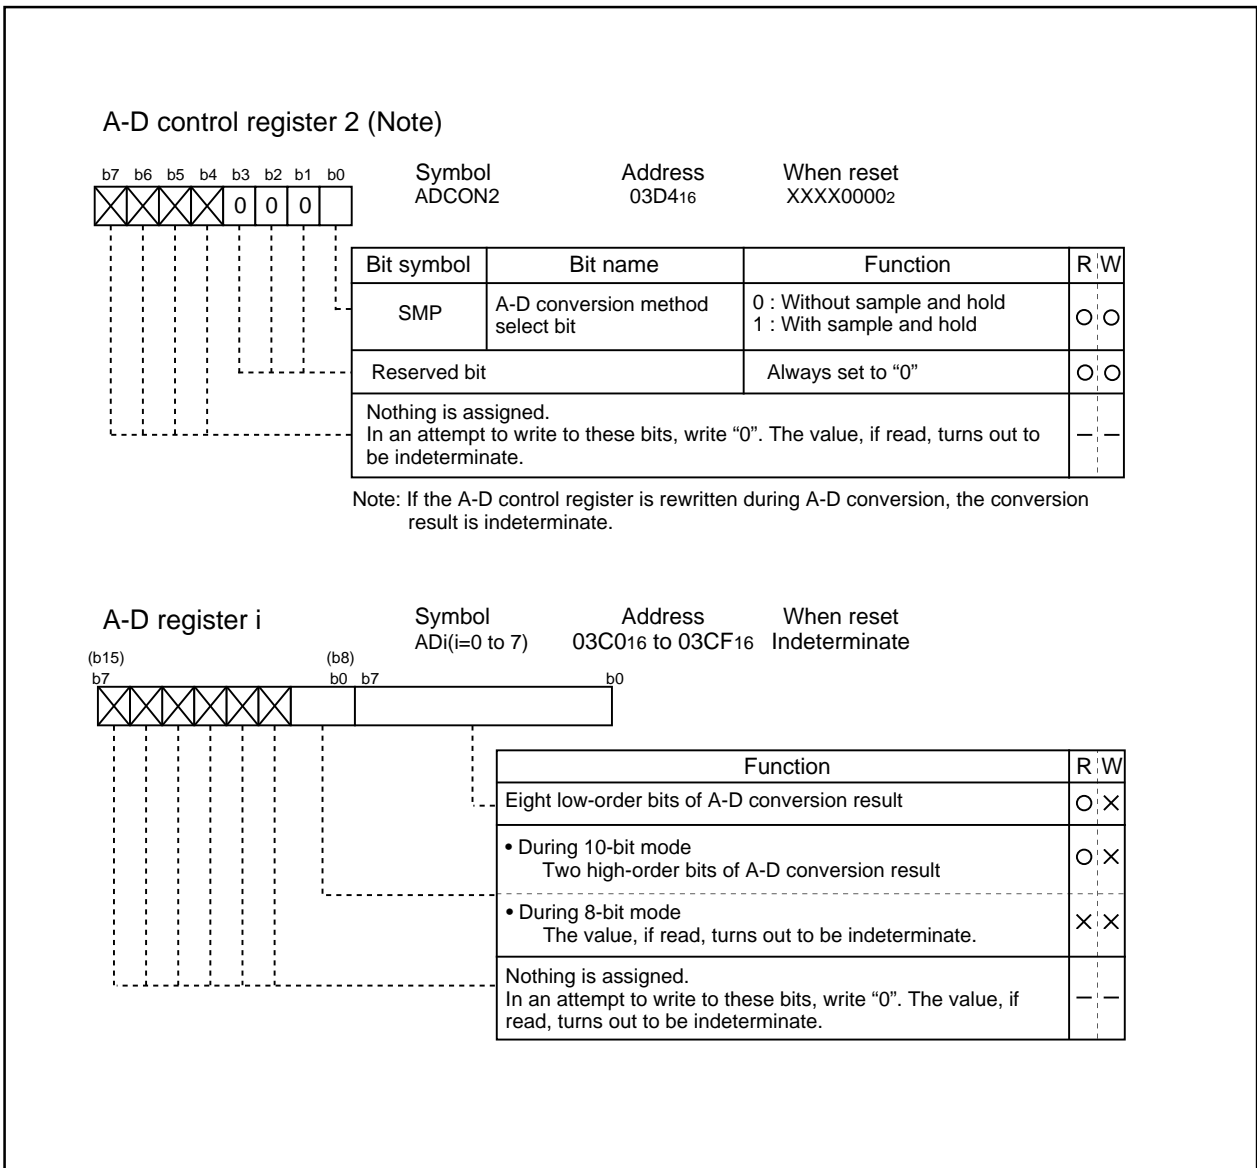 A-D control register 2 (Note)
Symbol Address When reset
ADCON2 03D416 XXXX00002
b7 b6 b5 b4 b3 b2 b1 b0
0 0 0
Bit symbol Bit name Function R W
SMP A-D conversion method select bit 0 : Without sample and hold
1 : With sample and hold
Reserved bit Always set to “0”
Nothing is assigned.
In an attempt to write to these bits, write “0”. The value, if read, turns out to
be indeterminate.
Note: If the A-D control register is rewritten during A-D conversion, the conversion
result is indeterminate.
A-D register i Symbol Address When reset
ADi(i=0 to 7) 03C016 to 03CF16 Indeterminate
(b15) (b8)
b7 b0 b7 b0
Function R W
Eight low-order bits of A-D conversion result
• During 10-bit mode
Two high-order bits of A-D conversion result
• During 8-bit mode
The value, if read, turns out to be indeterminate.
Nothing is assigned.
In an attempt to write to these bits, write “0”. The value, if
read, turns out to be indeterminate.